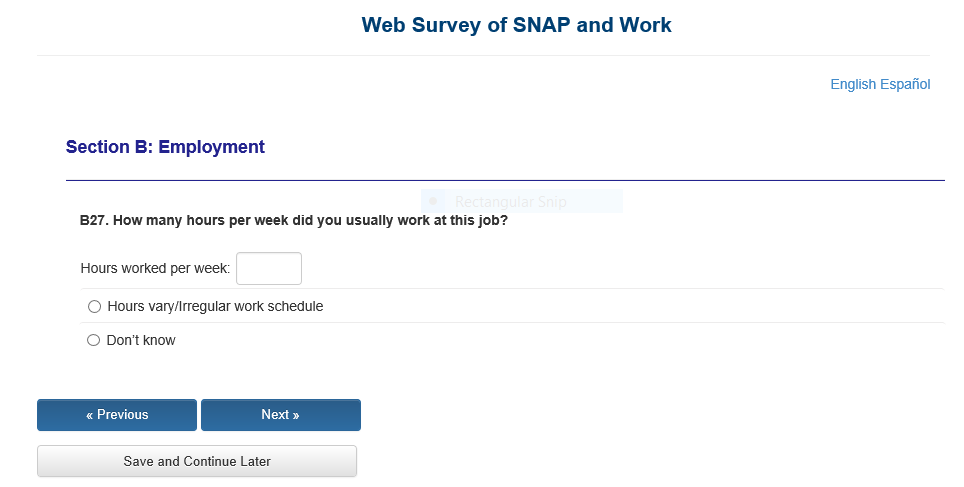 Web Survey of SNAP and Work
English Español
Section B: Employment
Rectangular Snip
B27. How many hours per week did you usually work at this job?
Hours worked per week:
Hours vary/Irregular work schedule
Don't know
« Previous Next »
Save and Continue Later